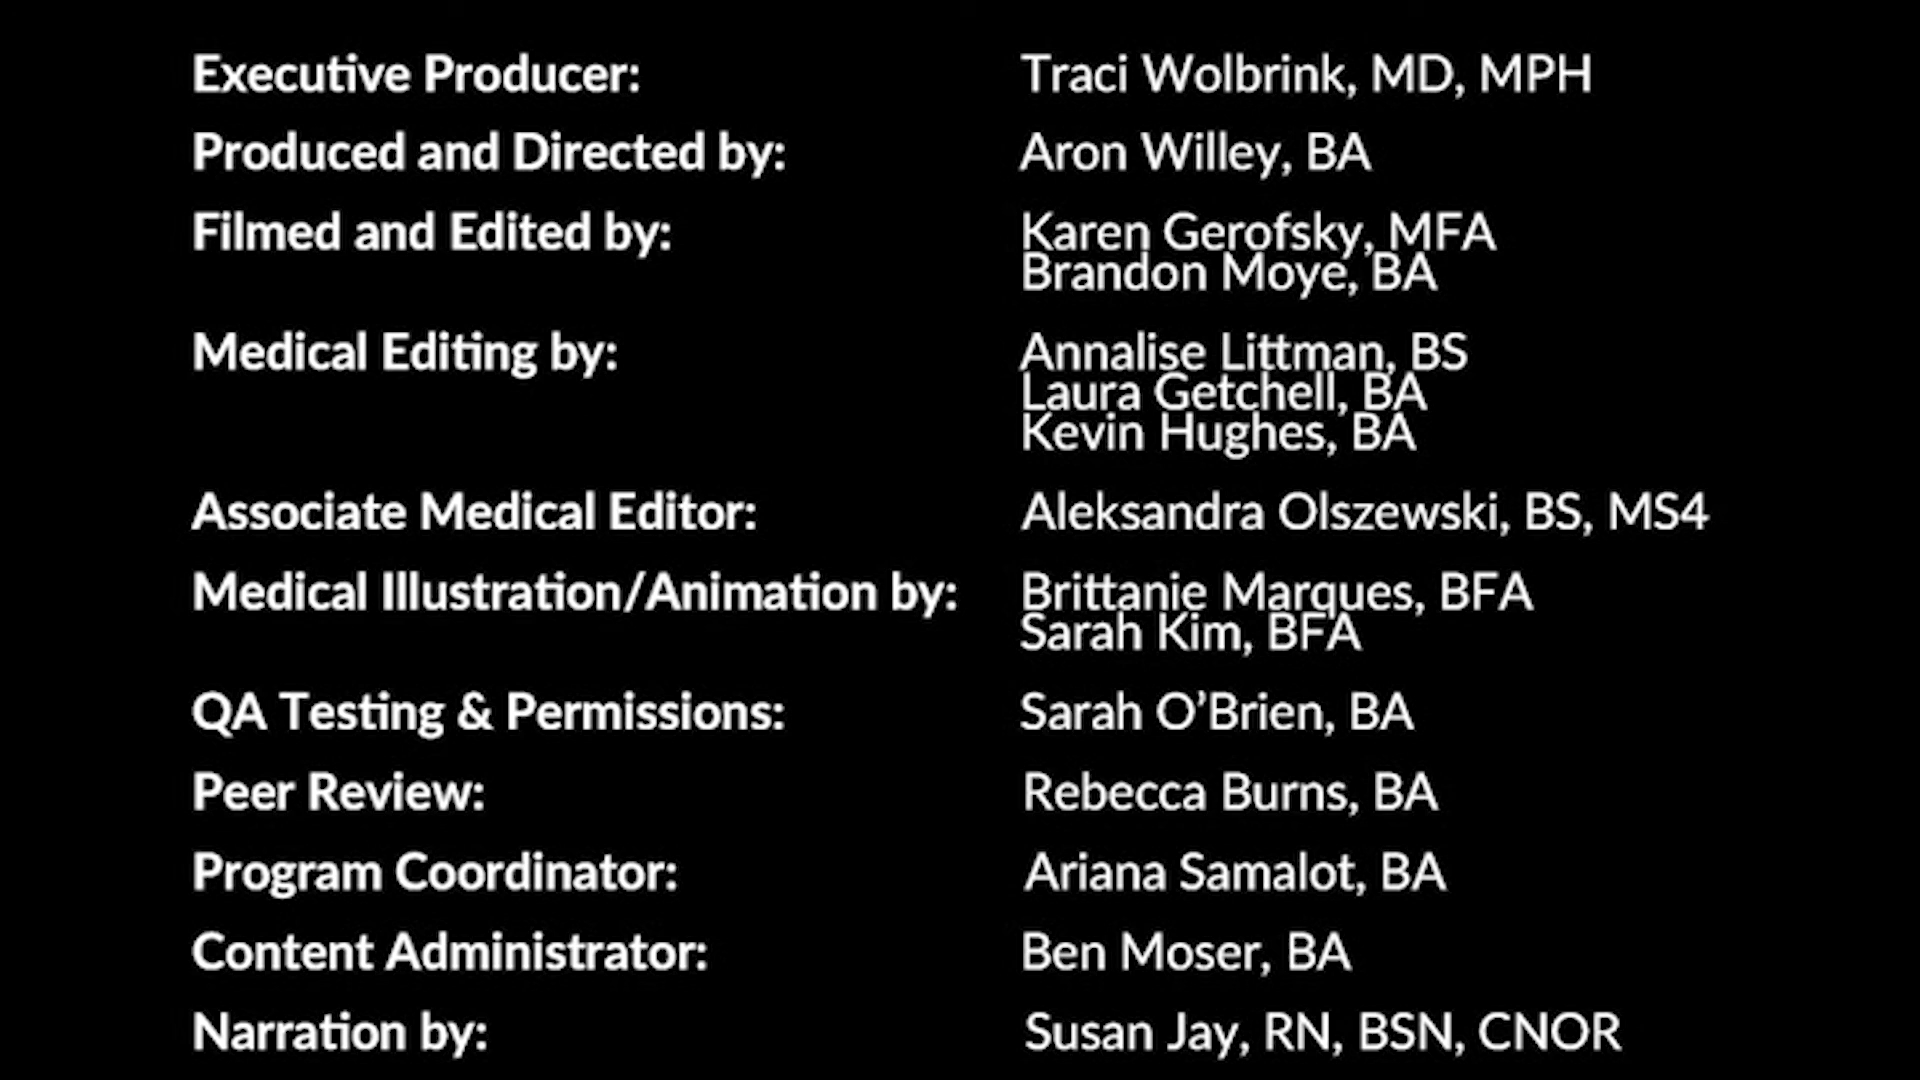 Executive Producer: Traci Wolbrink, MD, MPH
Produced and Directed by: Aron Willey, BA
Filmed and Edited by: Karen Gerofsky, MFA
Brandon Moye, BA
Medical Editing by: Annalise Littman, BS
Laura Getchell, BA
Kevin Hughes, BA
Associate Medical Editor: Aleksandra Olszewski, BS, MS4
Medical Illustration/Animation by: Brittanie Marques, BFA
Sarah Kim, BFA
QA Testing & Permissions: Sarah O’Brien, BA
Peer Review: Rebecca Burns, BA
Program Coordinator: Ariana Samalot, BA
Content Administrator: Ben Moser, BA
Narration by: Susan Jay, RN, BSN, CNOR